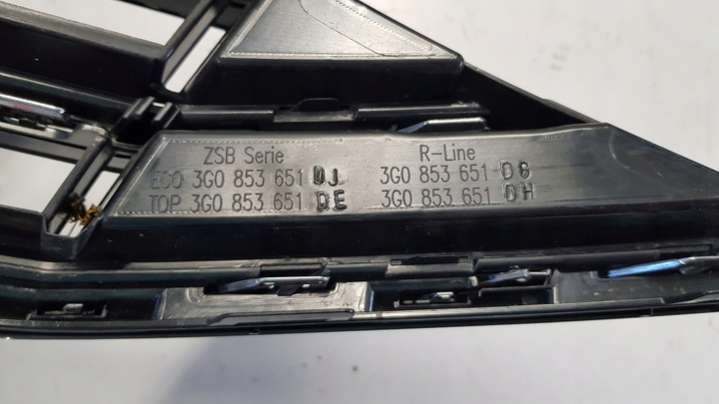 ZSB Serie R-Line
ECO 3G0 853 651 DJ 3G0 853 651 DG
TOP 3G0 853 651 DE 3G0 853 651 DH